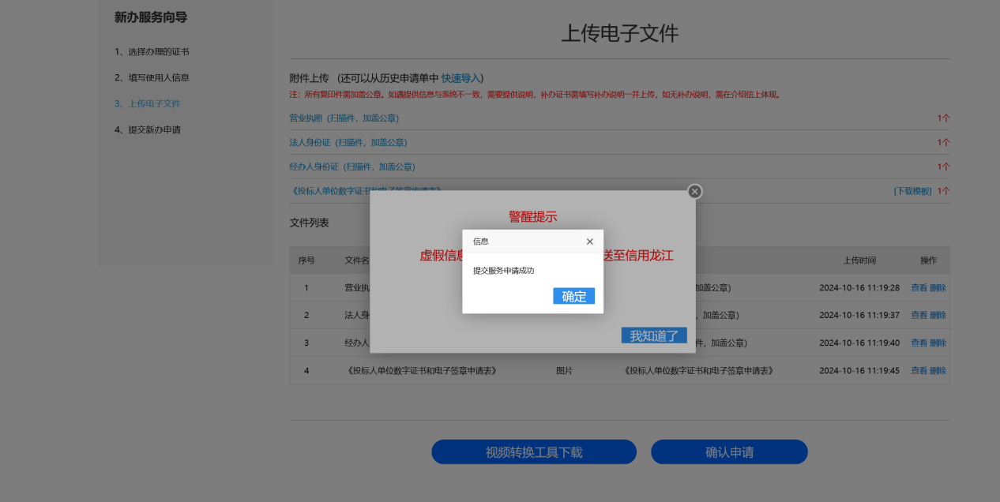 新办服务向导
1、选择办理的证书
2、填写使用人信息
3、上传电子文件
4、提交新办申请
上传电子文件
附件上传 (还可以从历史申请单中 快速导入)
注：所有复印件需加盖公章。如遇提供信息与系统不一致，需要提供说明，补办证书需填写补办说明一并上传，如无补办说明，需在介绍信上体现。
营业执照 (扫描件，加盖公章) 1个
法人身份证 (扫描件，加盖公章) 1个
经办人身份证 (扫描件，加盖公章) 1个
《投标人单位数字证书和电子签章申请表》 [下载模板] 1个
文件列表
警醒提示
虚假信息 送至信用龙江
我知道了
信息
提交服务申请成功
确定
序号 文件名 上传时间 操作
1 营业执 加盖公章) 2024-10-16 11:19:28 查看 删除
2 法人身 ，加盖公章) 2024-10-16 11:19:37 查看 删除
3 经办人 件，加盖公章) 2024-10-16 11:19:40 查看 删除
4 《投标人单位数字证书和电子签章申请表》 图片 《投标人单位数字证书和电子签章申请表》 2024-10-16 11:19:45 查看 删除
视频转换工具下载
确认申请